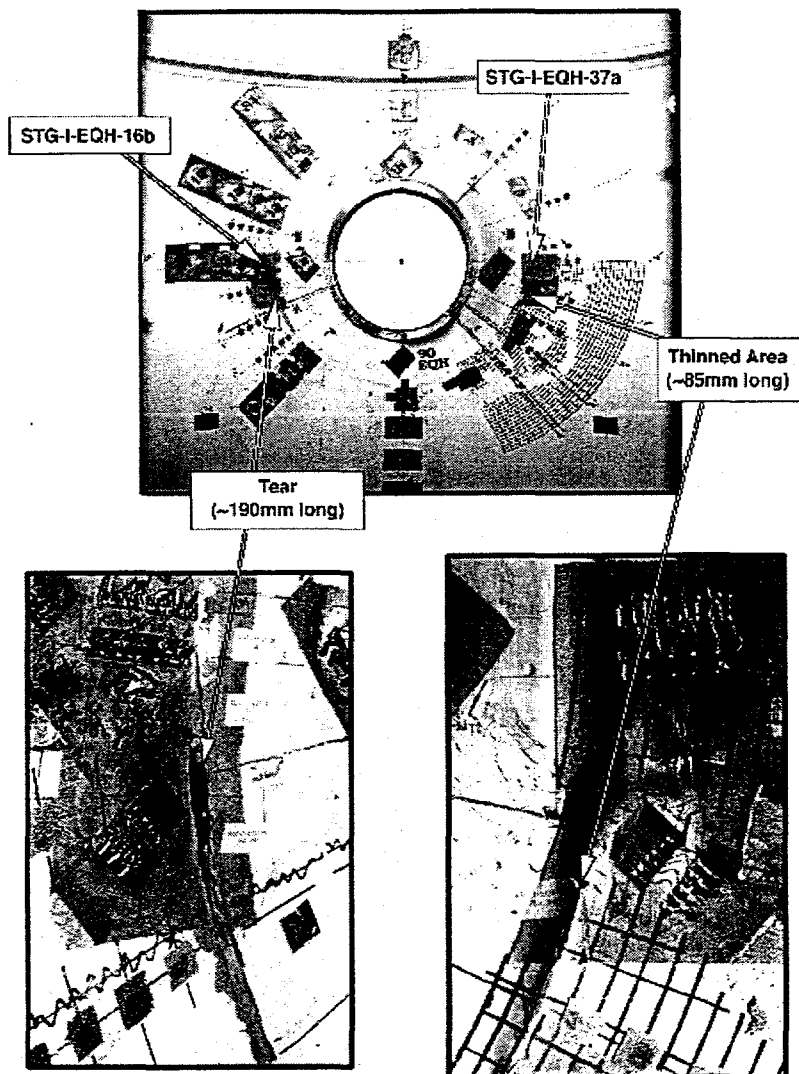 STG-I-EQH-37a
STG-I-EQH-16b
90
EQH
Thinned Area
(~85mm long)
Tear
(~190mm long)